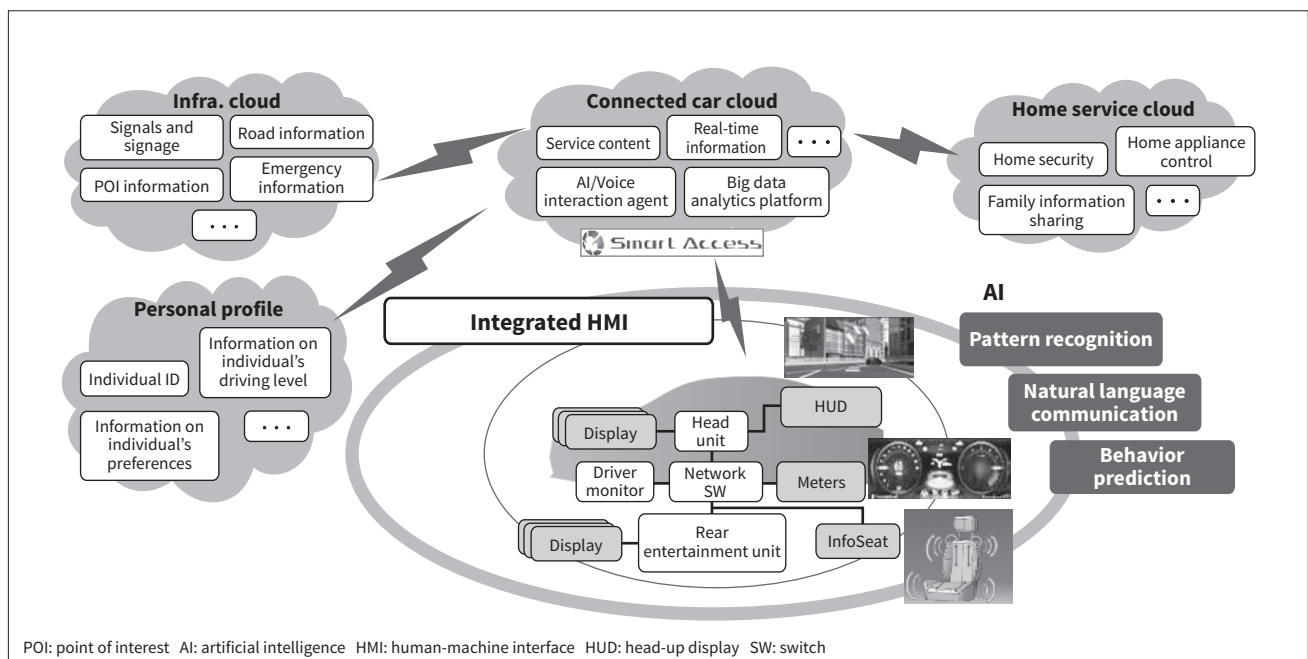 Infra. cloud
Signals and
signage
Road information
POI information
Emergency
information
• • •
Connected car cloud
Service content
Real-time
information
• • •
AI/Voice
interaction agent
Big data
analytics platform
Smart Access
Home service cloud
Home security
Home appliance
control
Family information
sharing
• • •
Personal profile
Individual ID
Information on
individual's
driving level
Information on
individual's
preferences
• • •
Integrated HMI
AI
Pattern recognition
Natural language
communication
Behavior
prediction
Display
Head
unit
HUD
Driver
monitor
Network
SW
Meters
Display
Rear
entertainment unit
InfoSeat
POI: point of interest AI: artificial intelligence HMI: human-machine interface HUD: head-up display SW: switch